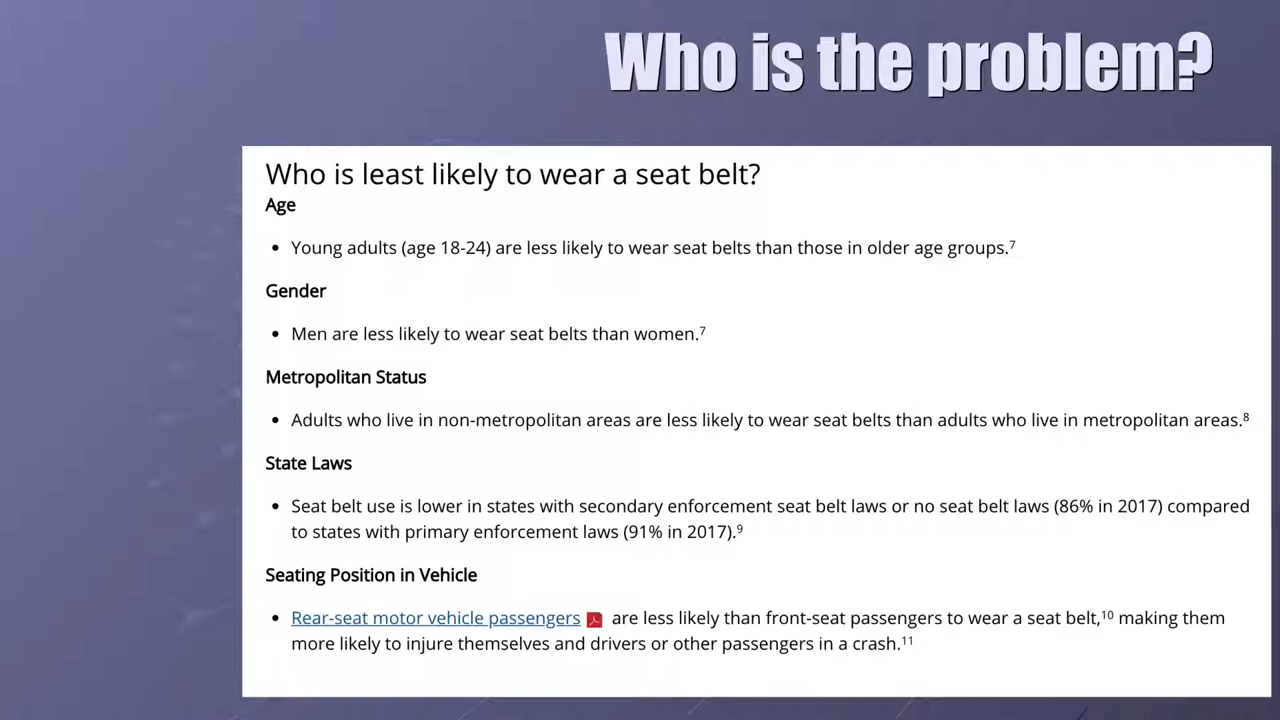 Who is the problem?
Who is least likely to wear a seat belt?
Age
• Young adults (age 18-24) are less likely to wear seat belts than those in older age groups.⁷
Gender
• Men are less likely to wear seat belts than women.⁷
Metropolitan Status
• Adults who live in non-metropolitan areas are less likely to wear seat belts than adults who live in metropolitan areas.⁸
State Laws
• Seat belt use is lower in states with secondary enforcement seat belt laws or no seat belt laws (86% in 2017) compared
to states with primary enforcement laws (91% in 2017).⁹
Seating Position in Vehicle
• Rear-seat motor vehicle passengers are less likely than front-seat passengers to wear a seat belt,¹⁰ making them
more likely to injure themselves and drivers or other passengers in a crash.¹¹